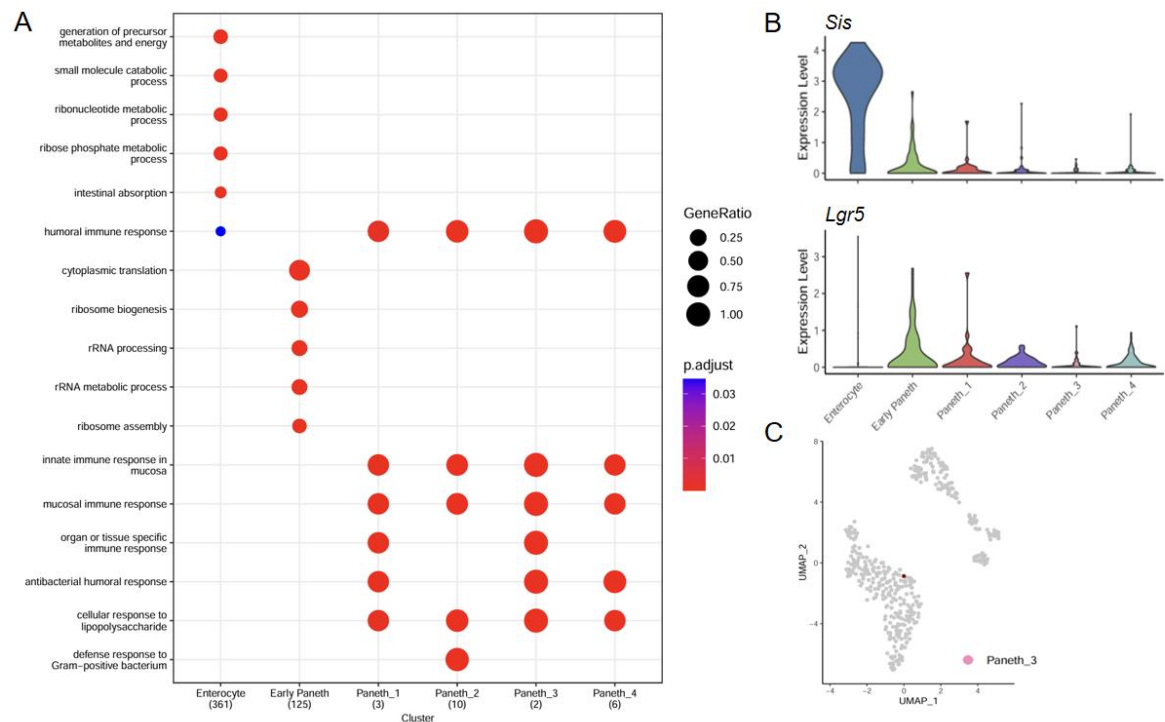 A
generation of precursor
metabolites and energy
small molecule catabolic
process
ribonucleotide metabolic
process
ribose phosphate metabolic
process
intestinal absorption
humoral immune response
cytoplasmic translation
ribosome biogenesis
rRNA processing
rRNA metabolic process
ribosome assembly
innate immune response in
mucosa
mucosal immune response
organ or tissue specific
immune response
antibacterial humoral response
cellular response to
lipopolysaccharide
defense response to
Gram−positive bacterium
Enterocyte
(361)
Early Paneth
(125)
Paneth_1
(3)
Paneth_2
(10)
Paneth_3
(2)
Paneth_4
(6)
Cluster
GeneRatio
0.25
0.50
0.75
1.00
p.adjust
0.03
0.02
0.01
B
Sis
Expression Level
4
3
2
1
0
Lgr5
Expression Level
3
2
1
0
Enterocyte
Early Paneth
Paneth_1
Paneth_2
Paneth_3
Paneth_4
C
UMAP_2
8
4
0
−4
−4
−2
0
2
4
UMAP_1
Paneth_3